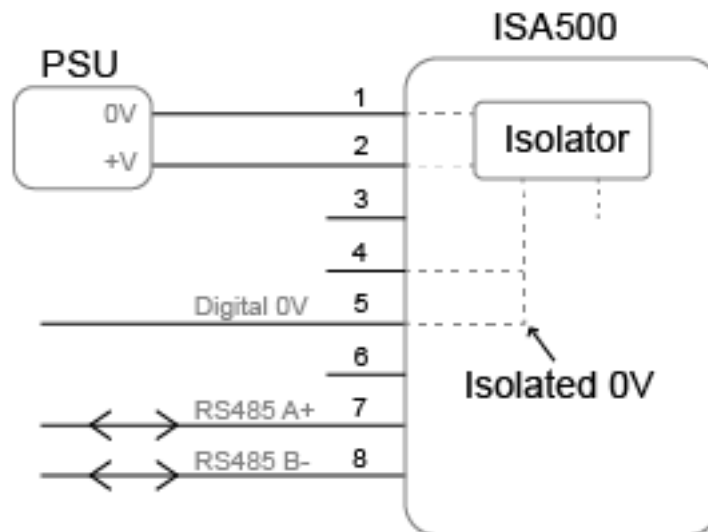 ISA500
PSU
0V
1
+V
2
Isolator
3
4
Digital 0V
5
Isolated 0V
6
RS485 A+
7
RS485 B-
8